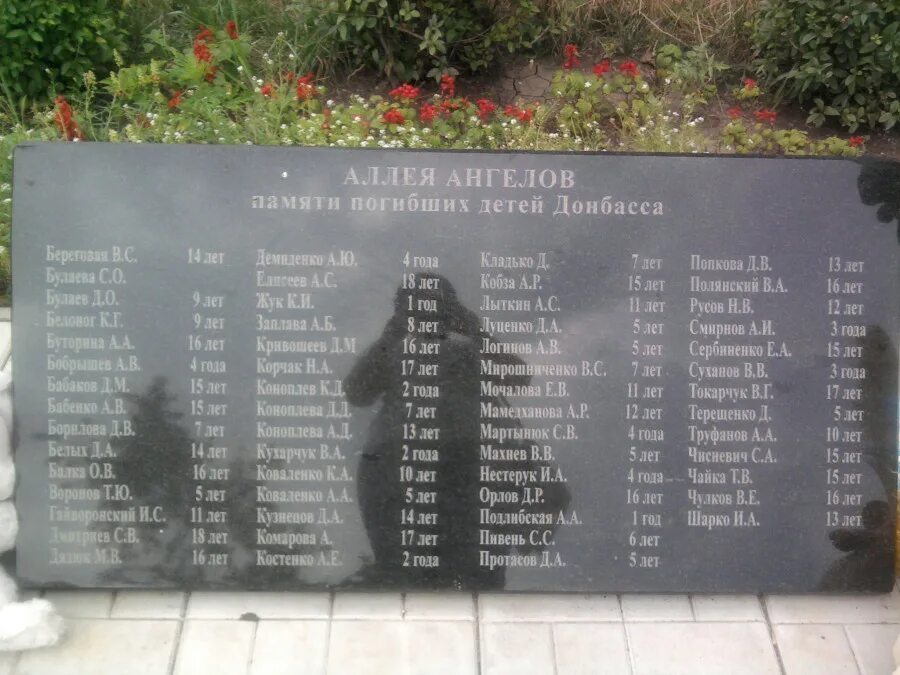 АЛЛЕЯ АНГЕЛОВ
памяти погибших детей Донбасса
Береговая В.С. 14 лет
Булаева С.О.
Булаев Д.О. 9 лет
Белоног К.Г. 9 лет
Буторина А.А. 16 лет
Бобрышев А.В. 4 года
Бабаков Д.М. 15 лет
Бабенко А.В. 15 лет
Борилова Д.В. 7 лет
Белых Д.А. 14 лет
Балка О.В. 16 лет
Воронов Т.Ю. 5 лет
Гайворонский И.С. 11 лет
Дмитриев С.В. 18 лет
Дядюк М.В. 16 лет
Демиденко А.Ю. 4 года
Елисеев А.С. 18 лет
Жук К.И. 1 год
Заплава А.Б. 8 лет
Кривошеев Д.М 16 лет
Корчак Н.А. 17 лет
Коноплев К.Д. 2 года
Коноплева Д.Д. 7 лет
Коноплева А.Д. 13 лет
Кухарчук В.А. 2 года
Коваленко К.А. 10 лет
Коваленко А.А. 5 лет
Кузнецов Д.А. 14 лет
Комарова А. 17 лет
Костенко А.Е. 2 года
Кладько Д. 7 лет
Кобза А.Р. 15 лет
Лыткин А.С. 11 лет
Луценко Д.А. 5 лет
Логинов А.В. 5 лет
Мирошниченко В.С. 7 лет
Мочалова Е.В. 11 лет
Мамедханова А.Р. 12 лет
Мартынюк С.В. 4 года
Махнев В.В. 5 лет
Нестерук И.А. 4 года
Орлов Д.Р. 16 лет
Подлибская А.А. 1 год
Пивень С.С. 6 лет
Протасов Д.А. 5 лет
Попкова Д.В. 13 лет
Полянский В.А. 16 лет
Русов Н.В. 12 лет
Смирнов А.И. 3 года
Сербиненко Е.А. 15 лет
Суханов В.В. 3 года
Токарчук В.Г. 17 лет
Терешенко Д. 5 лет
Труфанов А.А. 10 лет
Чисневич С.А. 15 лет
Чайка Т.В. 15 лет
Чулков В.Е. 16 лет
Шарко И.А. 13 лет